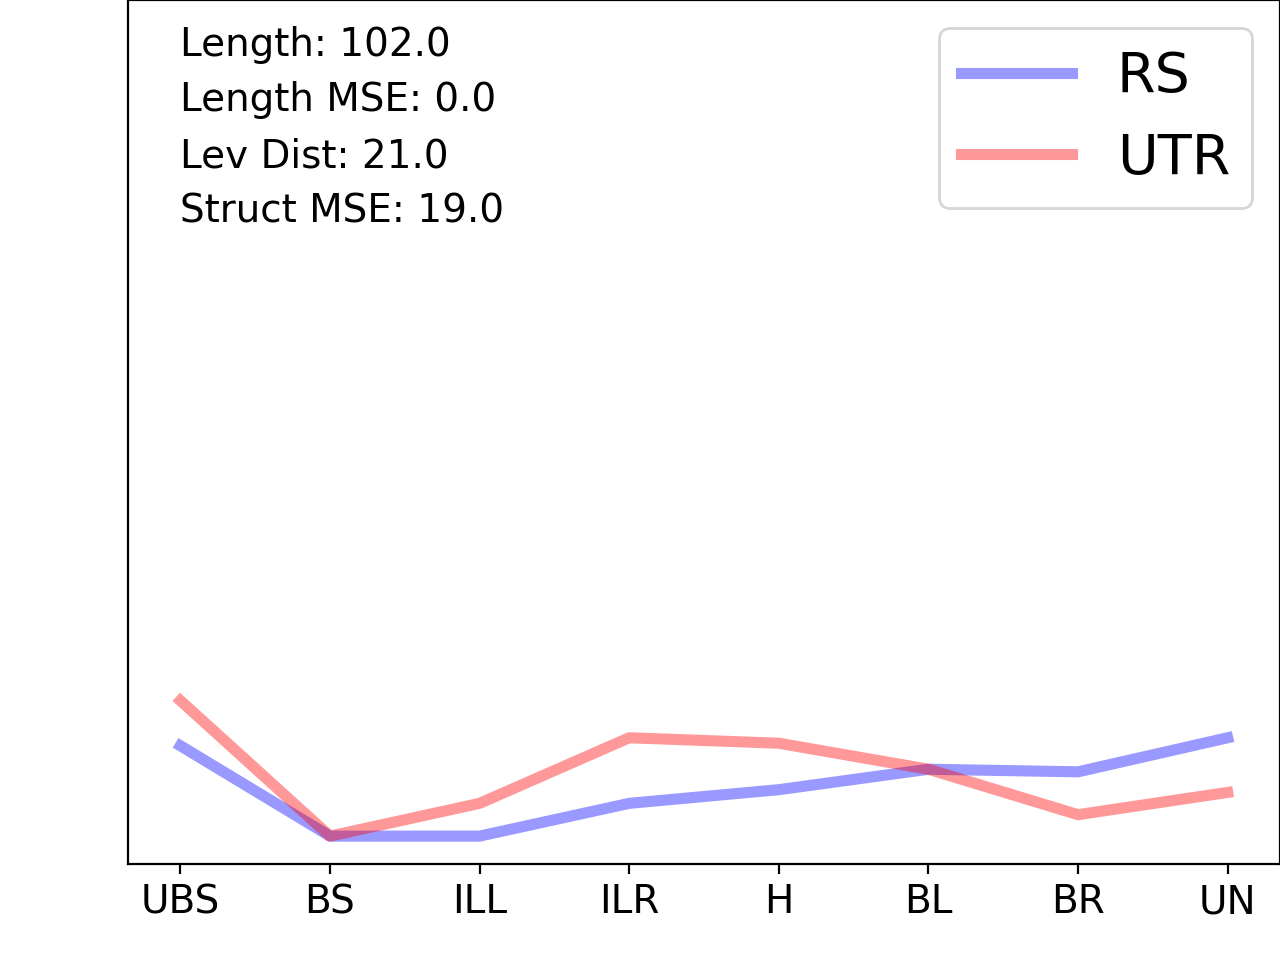 Length: 102.0
Length MSE: 0.0
Lev Dist: 21.0
Struct MSE: 19.0
RS
UTR
UBS BS ILL ILR H BL BR UN